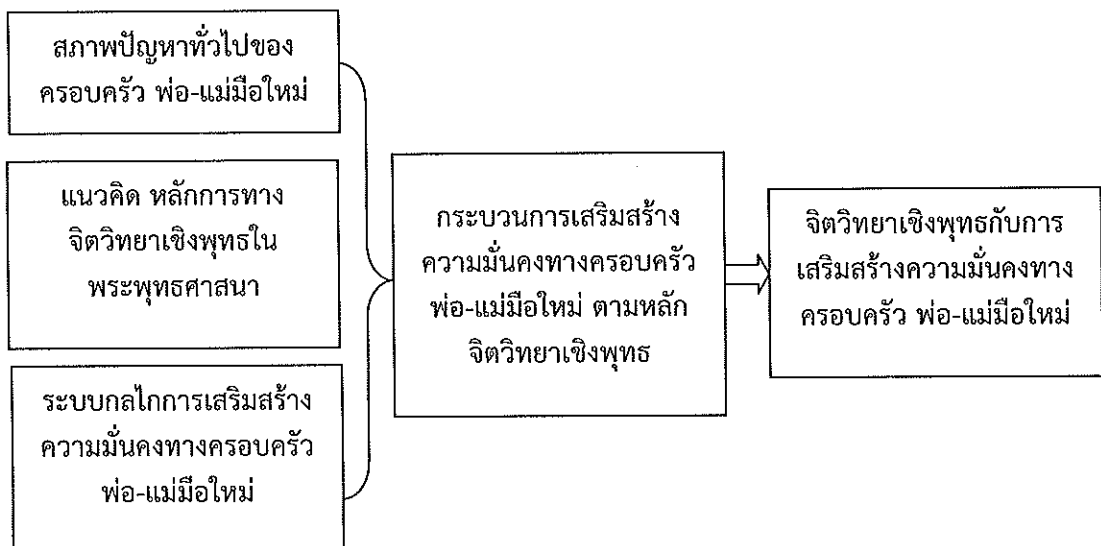 สภาพปัญหาทั่วไปของ
ครอบครัว พ่อ-แม่มือใหม่
แนวคิด หลักการทาง
จิตวิทยาเชิงพุทธใน
พระพุทธศาสนา
ระบบกลไกการเสริมสร้าง
ความมั่นคงทางครอบครัว
พ่อ-แม่มือใหม่
กระบวนการเสริมสร้าง
ความมั่นคงทางครอบครัว
พ่อ-แม่มือใหม่ ตามหลัก
จิตวิทยาเชิงพุทธ
จิตวิทยาเชิงพุทธกับการ
เสริมสร้างความมั่นคงทาง
ครอบครัว พ่อ-แม่มือใหม่